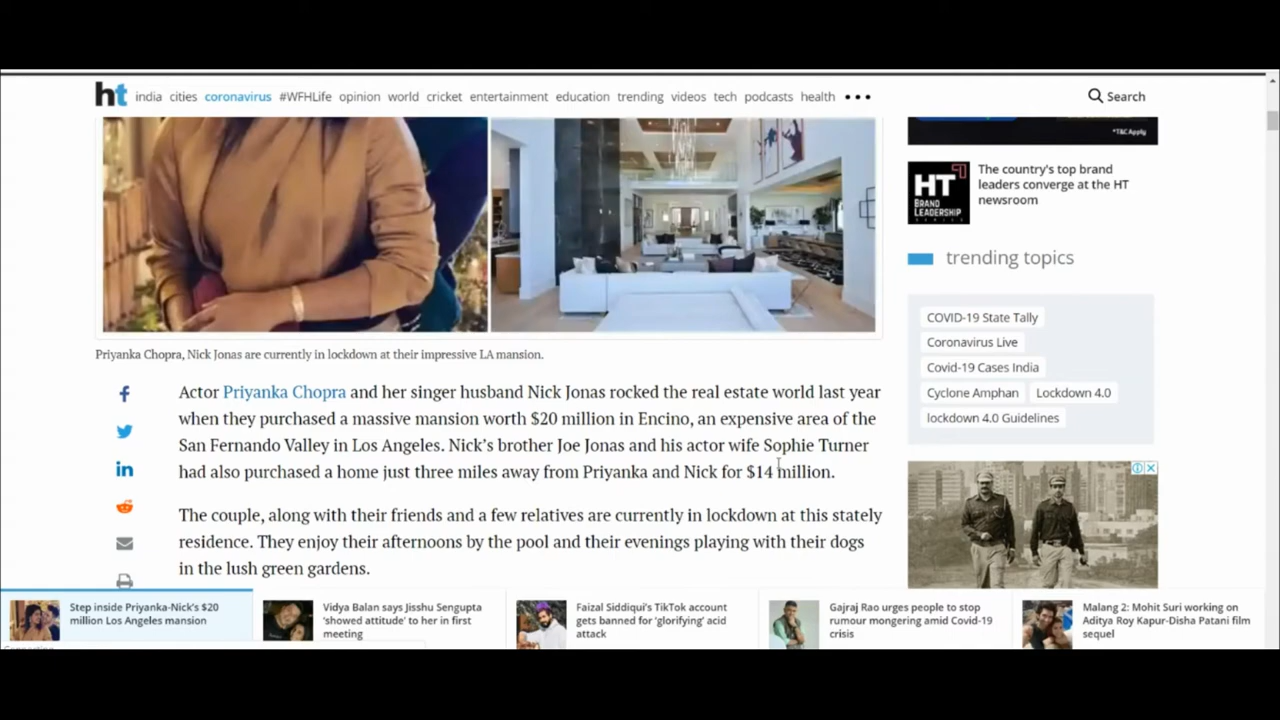 ht india cities coronavirus #WFHLife opinion world cricket entertainment education trending videos tech podcasts health ••• Search
*T&C Apply
HT
BRAND
LEADERSHIP
SERIES
The country's top brand
leaders converge at the HT
newsroom
trending topics
COVID-19 State Tally
Coronavirus Live
Covid-19 Cases India
Cyclone Amphan Lockdown 4.0
lockdown 4.0 Guidelines
Priyanka Chopra, Nick Jonas are currently in lockdown at their impressive LA mansion.
Actor Priyanka Chopra and her singer husband Nick Jonas rocked the real estate world last year
when they purchased a massive mansion worth $20 million in Encino, an expensive area of the
San Fernando Valley in Los Angeles. Nick’s brother Joe Jonas and his actor wife Sophie Turner
had also purchased a home just three miles away from Priyanka and Nick for $14 million.
The couple, along with their friends and a few relatives are currently in lockdown at this stately
residence. They enjoy their afternoons by the pool and their evenings playing with their dogs
in the lush green gardens.
Step inside Priyanka-Nick's $20
million Los Angeles mansion
Vidya Balan says Jisshu Sengupta
‘showed attitude’ to her in first
meeting
Faizal Siddiqui’s TikTok account
gets banned for ‘glorifying’ acid
attack
Gajraj Rao urges people to stop
rumour mongering amid Covid-19
crisis
Malang 2: Mohit Suri working on
Aditya Roy Kapur-Disha Patani film
sequel